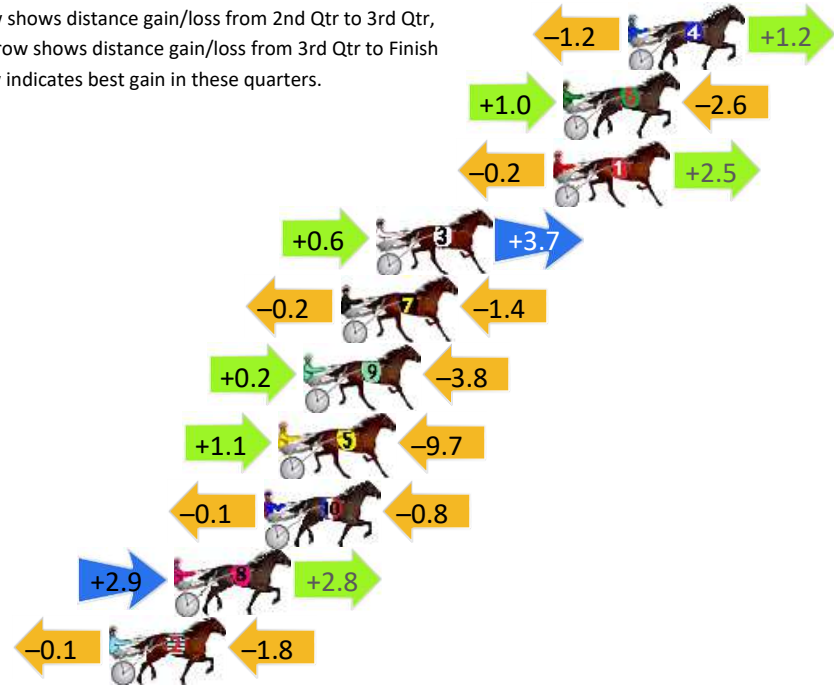 shows distance gain/loss from 2nd Qtr to 3rd Qtr,
row shows distance gain/loss from 3rd Qtr to Finish
indicates best gain in these quarters.
–1.2 4 +1.2
+1.0 6 –2.6
–0.2 1 +2.5
+0.6 3 +3.7
–0.2 7 –1.4
+0.2 9 –3.8
+1.1 5 –9.7
–0.1 10 –0.8
+2.9 8 +2.8
–0.1 –1.8